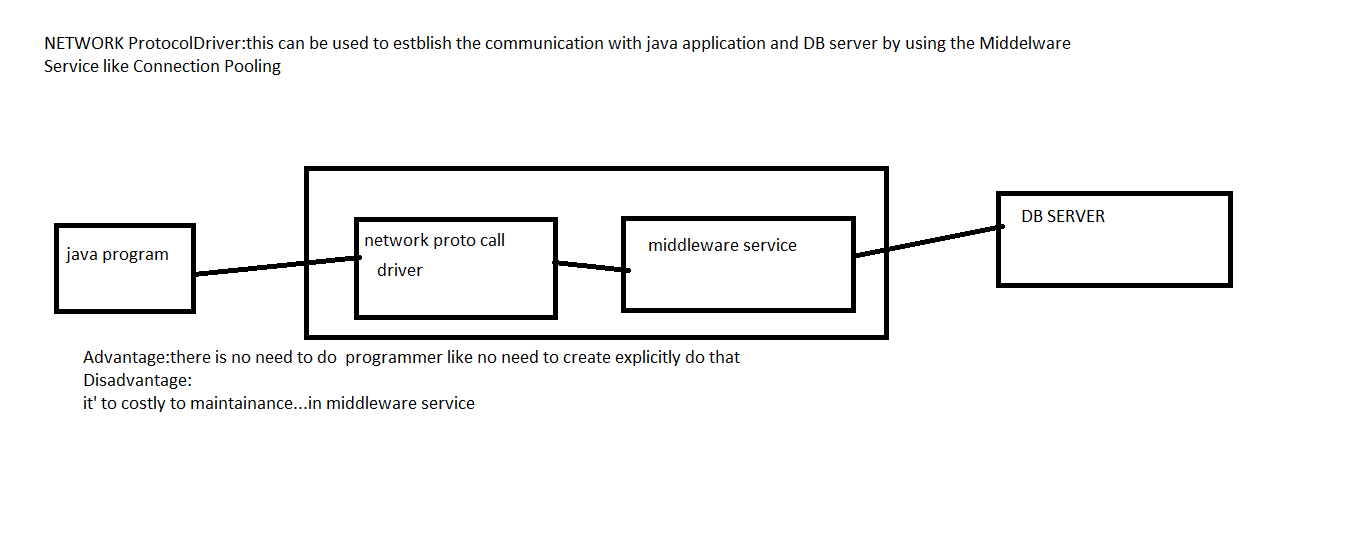 NETWORK ProtocolDriver:this can be used to estblish the communication with java application and DB server by using the Middelware
Service like Connection Pooling
java program
network proto call
driver
middleware service
DB SERVER
Advantage:there is no need to do  programmer like no need to create explicitly do that
Disadvantage:
it' to costly to maintainance...in middleware service